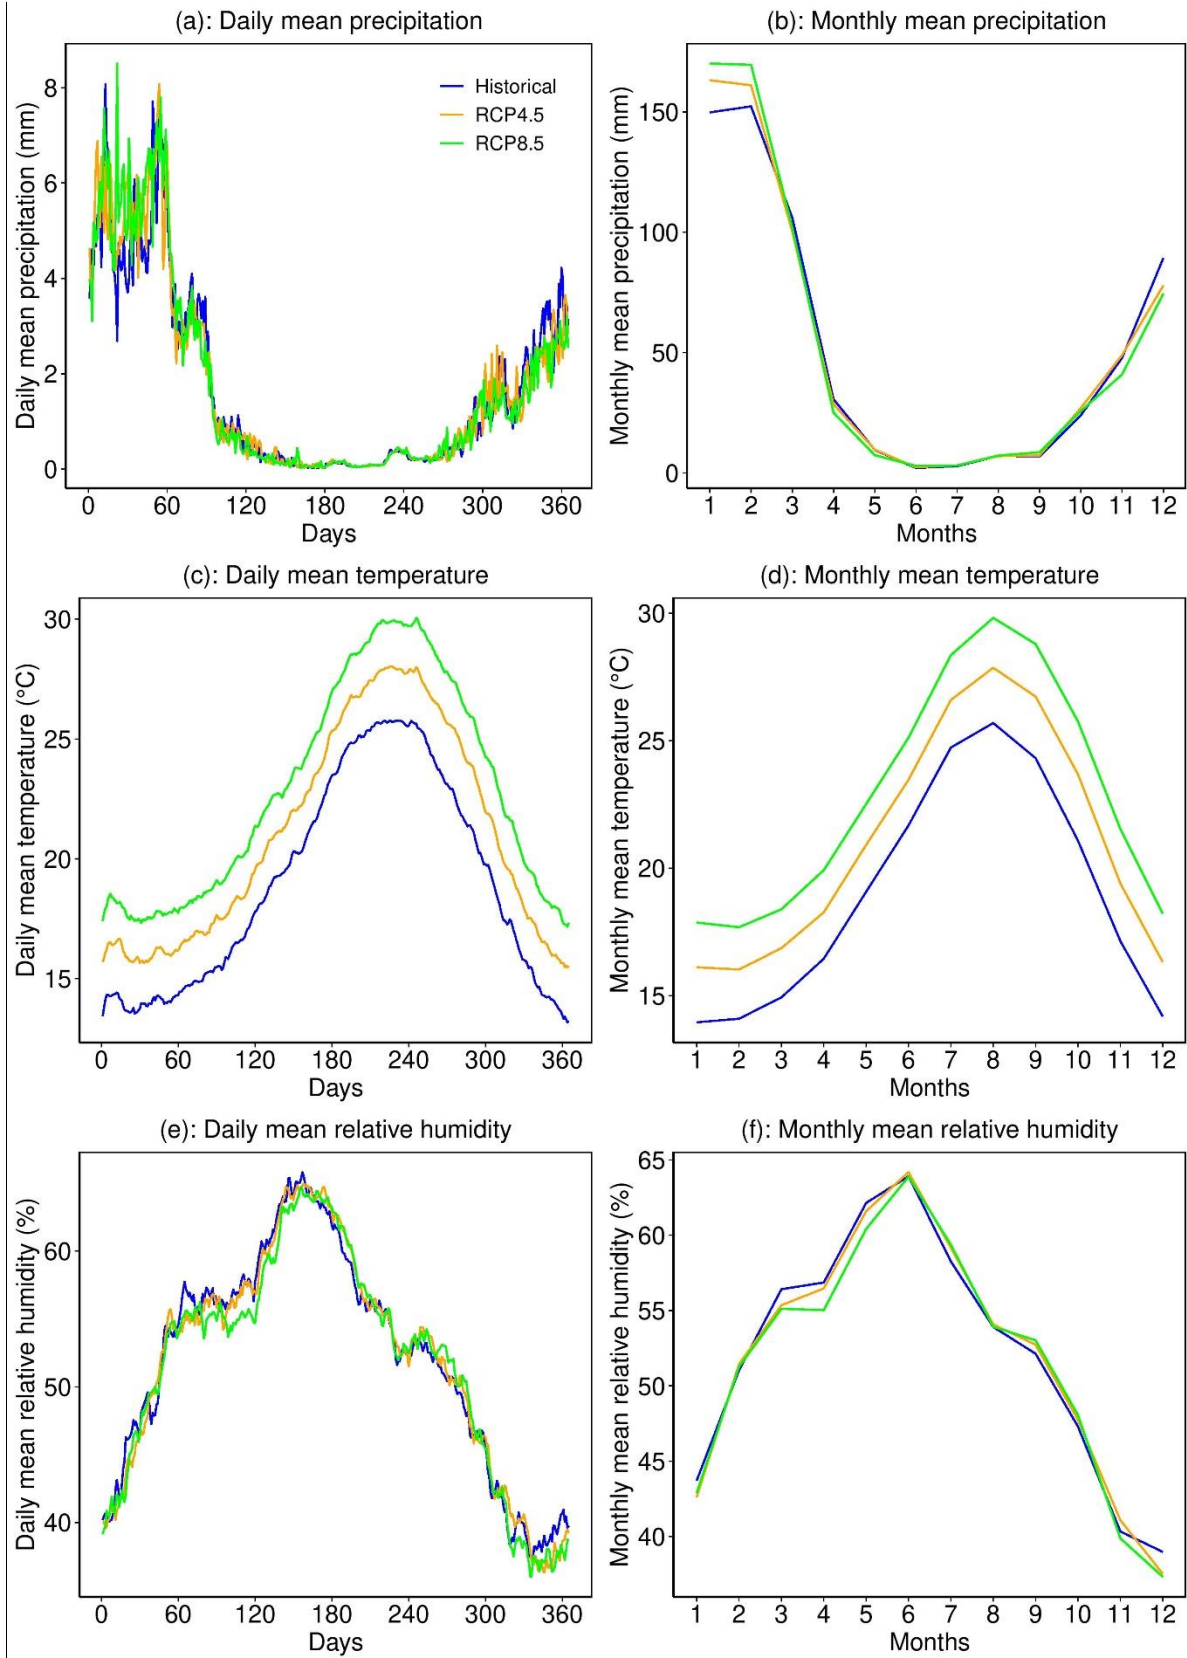 (a): Daily mean precipitation
Daily mean precipitation (mm)
8
6
4
2
0
Historical
RCP4.5
RCP8.5
0 60 120 180 240 300 360
Days
(b): Monthly mean precipitation
Monthly mean precipitation (mm)
150
100
50
0
1 2 3 4 5 6 7 8 9 10 11 12
Months
(c): Daily mean temperature
Daily mean temperature (°C)
30
25
20
15
0 60 120 180 240 300 360
Days
(d): Monthly mean temperature
Monthly mean temperature (°C)
30
25
20
15
1 2 3 4 5 6 7 8 9 10 11 12
Months
(e): Daily mean relative humidity
Daily mean relative humidity (%)
60
50
40
0 60 120 180 240 300 360
Days
(f): Monthly mean relative humidity
Monthly mean relative humidity (%)
65
60
55
50
45
40
1 2 3 4 5 6 7 8 9 10 11 12
Months